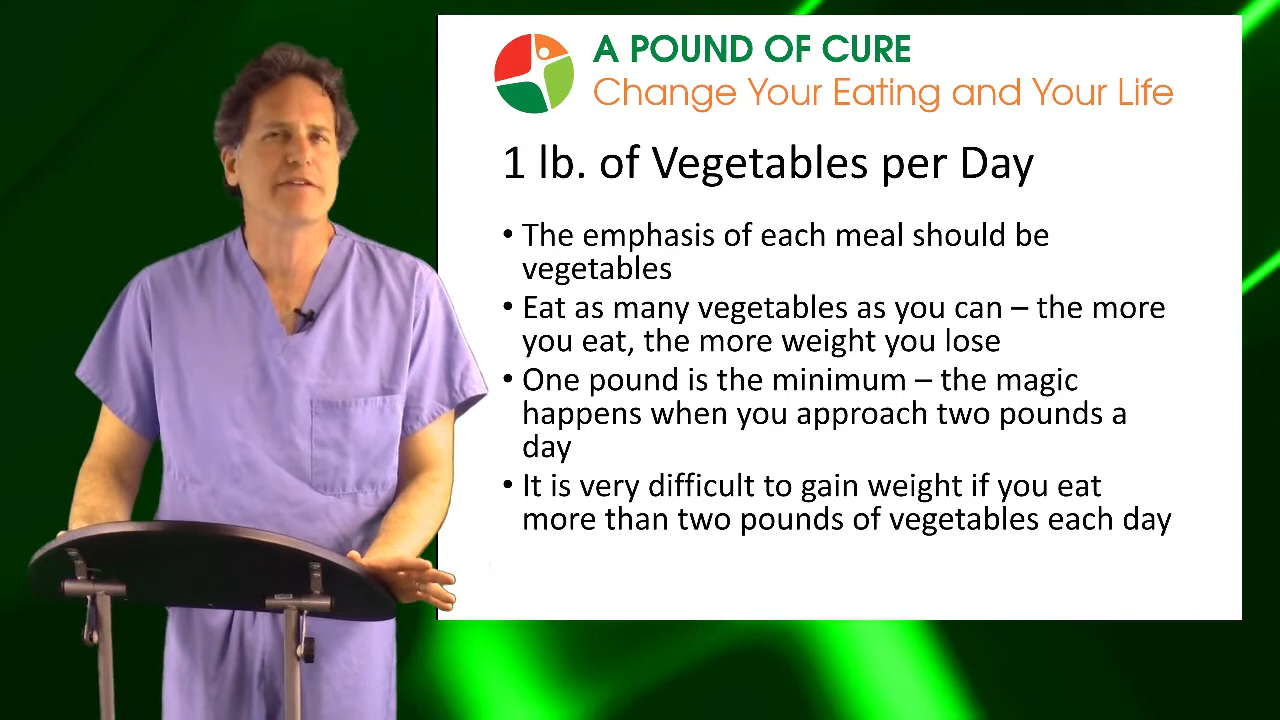 A POUND OF CURE
Change Your Eating and Your Life
1 lb. of Vegetables per Day
• The emphasis of each meal should be
vegetables
• Eat as many vegetables as you can – the more
you eat, the more weight you lose
• One pound is the minimum – the magic
happens when you approach two pounds a
day
• It is very difficult to gain weight if you eat
more than two pounds of vegetables each day